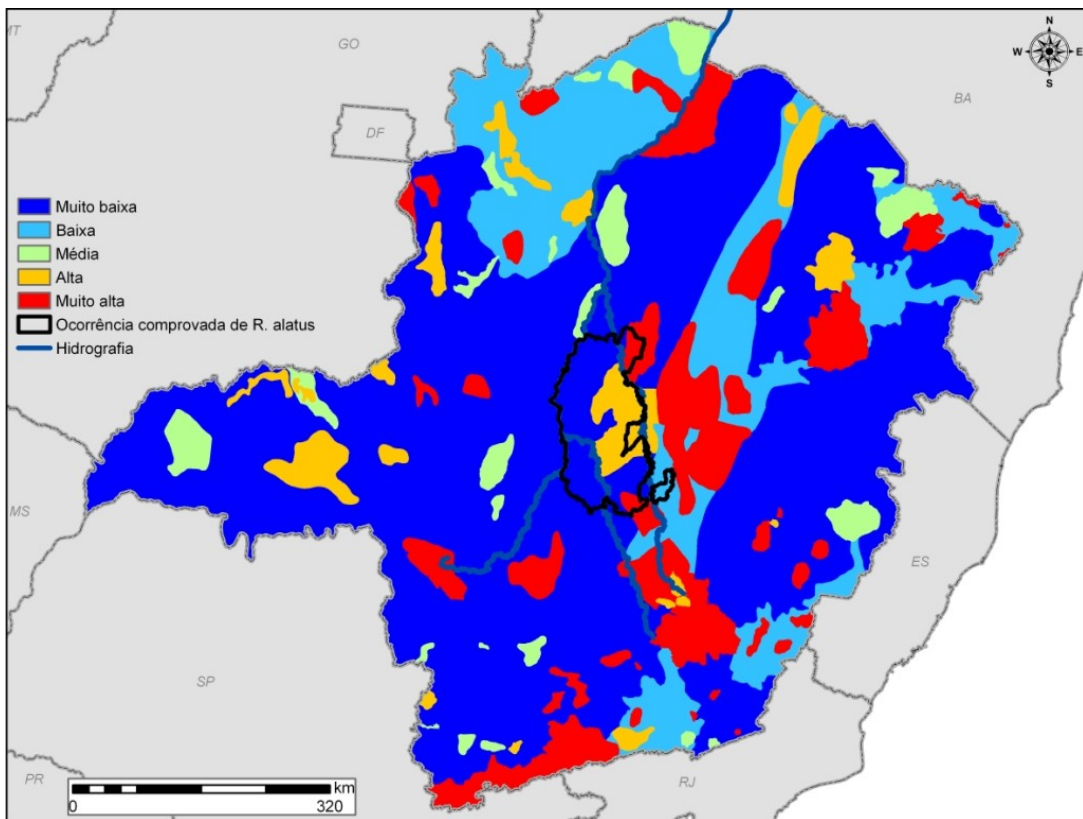 MT
GO
N
W E
S
DF
BA
Muito baixa
Baixa
Média
Alta
Muito alta
Ocorrência comprovada de R. alatus
Hidrografia
MS
ES
SP
PR
RJ
km
0 320